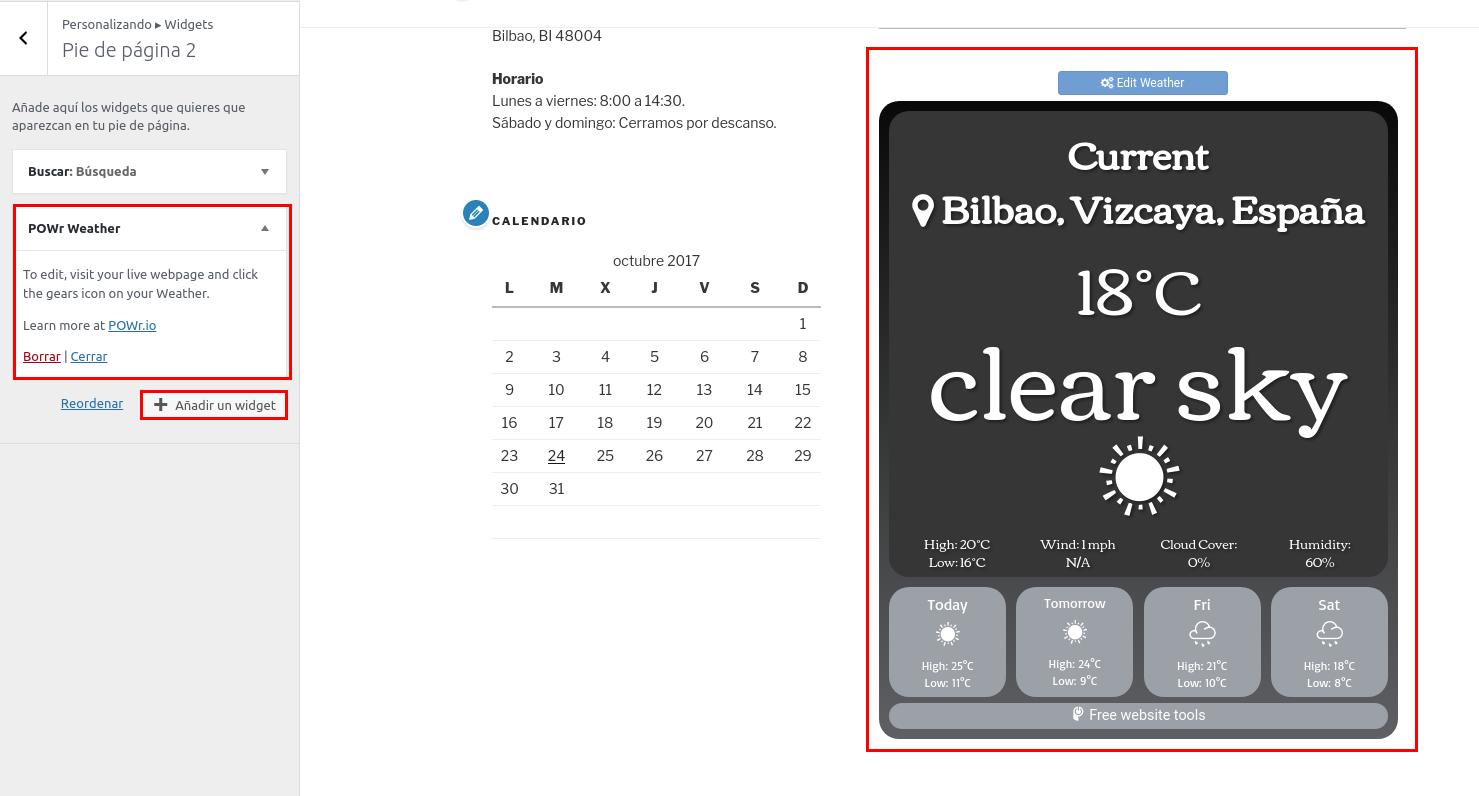 Personalizando ▸ Widgets
Pie de página 2
Añade aquí los widgets que quieres que
aparezcan en tu pie de página.
Buscar: Búsqueda
POWr Weather
To edit, visit your live webpage and click
the gears icon on your Weather.
Learn more at POWr.io
Borrar | Cerrar
Reordenar
Añadir un widget
Bilbao, BI 48004
Horario
Lunes a viernes: 8:00 a 14:30.
Sábado y domingo: Cerramos por descanso.
CALENDARIO
octubre 2017
L M X J V S D
1
2 3 4 5 6 7 8
9 10 11 12 13 14 15
16 17 18 19 20 21 22
23 24 25 26 27 28 29
30 31
Edit Weather
Current
Bilbao, Vizcaya, España
18°C
clear sky
High: 20°C Wind: 1 mph Cloud Cover: Humidity:
Low: 16°C N/A 0% 60%
Today Tomorrow Fri Sat
High: 25°C High: 24°C High: 21°C High: 18°C
Low: 11°C Low: 9°C Low: 10°C Low: 8°C
Free website tools